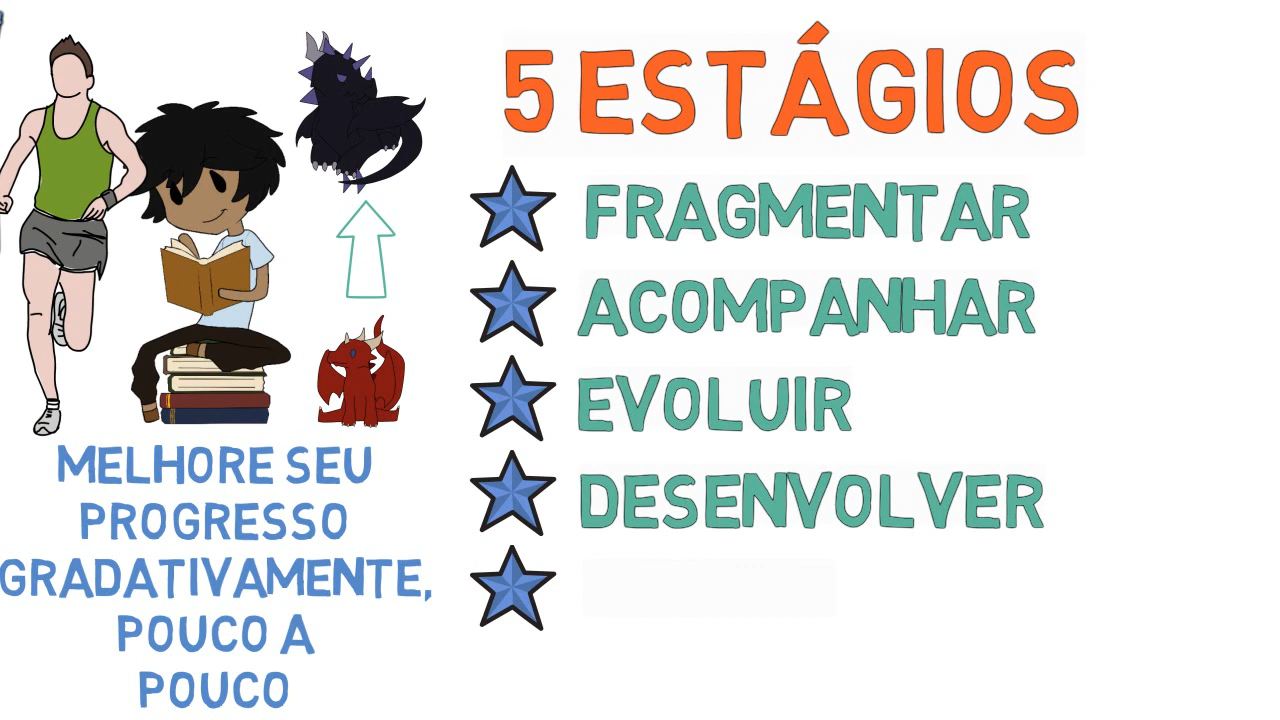 5 ESTÁGIOS
FRAGMENTAR
ACOMPANHAR
EVOLUIR
DESENVOLVER
MELHORE SEU
PROGRESSO
GRADATIVAMENTE,
POUCO A
POUCO